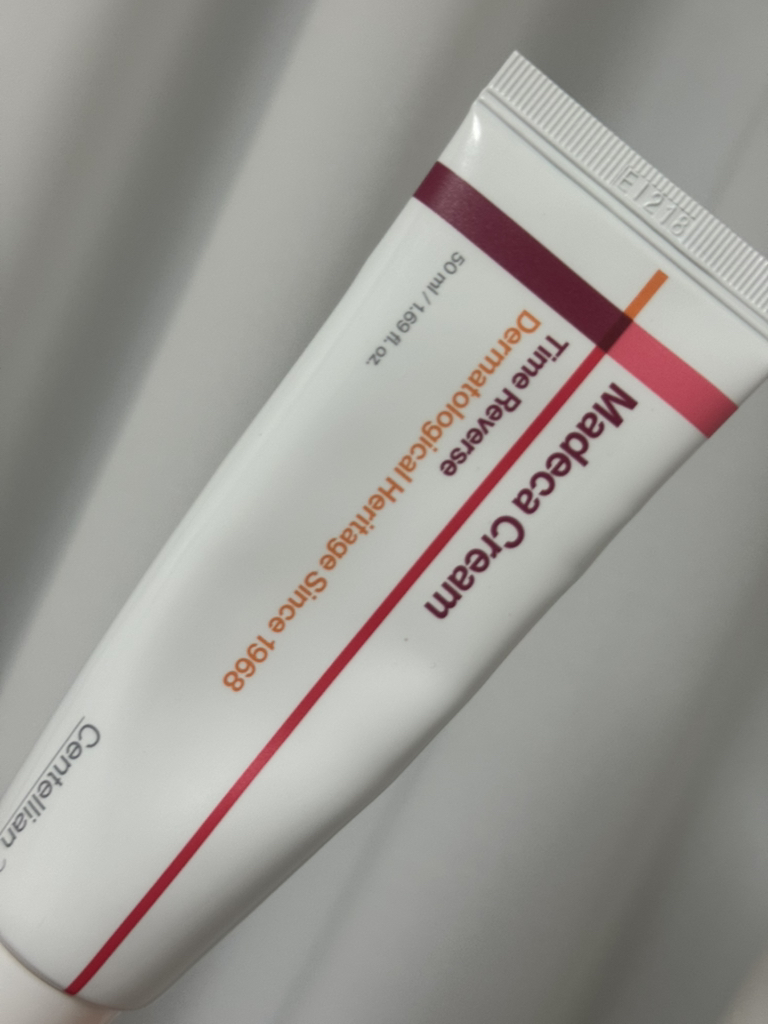 Madeca Cream
Time Reverse
Dermatological Heritage Since 1968
50 ml / 1.69 fl. oz.
Centellian
E1218